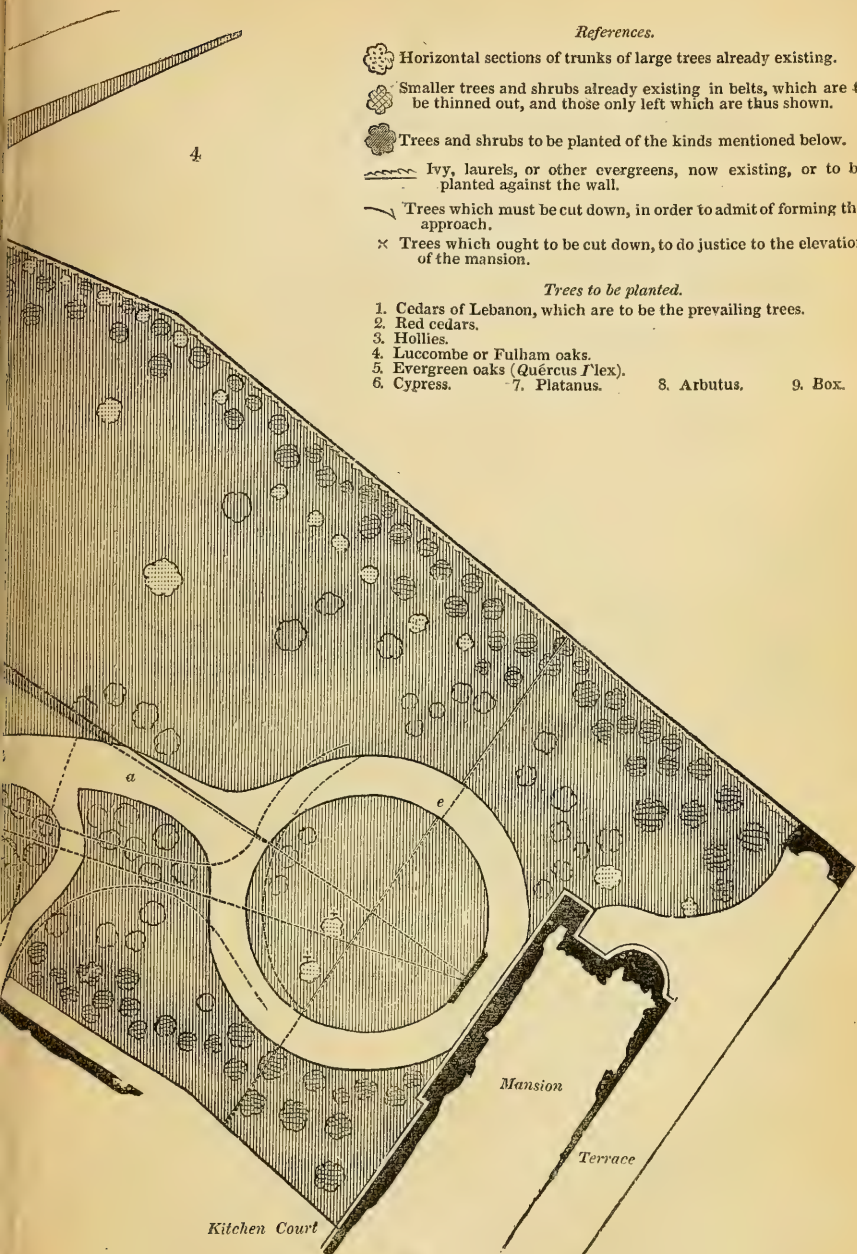 References.
Horizontal sections of trunks of large trees already existing.
Smaller trees and shrubs already existing in belts, which are t
be thinned out, and those only left which are thus shown.
Trees and shrubs to be planted of the kinds mentioned below.
Ivy, laurels, or other evergreens, now existing, or to b
planted against the wall.
Trees which must be cut down, in order to admit of forming th
approach.
× Trees which ought to be cut down, to do justice to the elevation
of the mansion.
Trees to be planted.
1. Cedars of Lebanon, which are to be the prevailing trees.
2. Red cedars.
3. Hollies.
4. Luccombe or Fulham oaks.
5. Evergreen oaks (Quércus I'lex).
6. Cypress. 7. Platanus. 8. Arbutus. 9. Box.
4
a
e
Mansion
Terrace
Kitchen Court